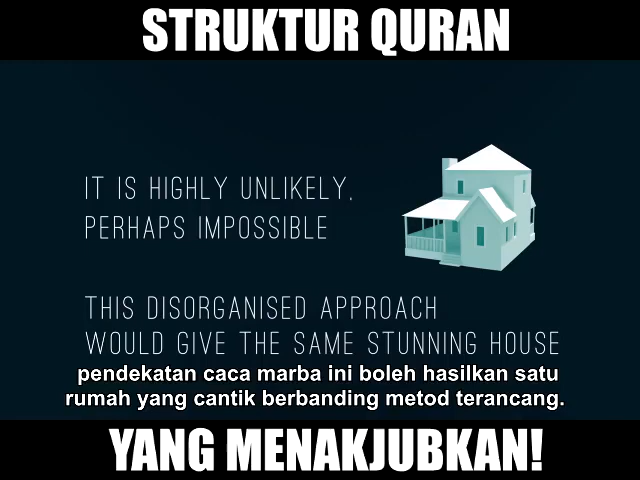 STRUKTUR QURAN
IT IS HIGHLY UNLIKELY,
PERHAPS IMPOSSIBLE
THIS DISORGANISED APPROACH
WOULD GIVE THE SAME STUNNING HOUSE
pendekatan caca marba ini boleh hasilkan satu
rumah yang cantik berbanding metod terancang.
YANG MENAKJUBKAN!